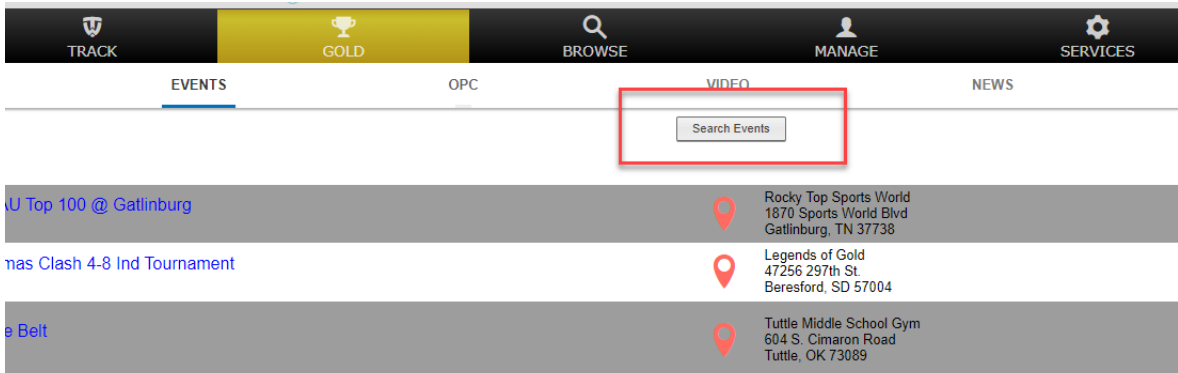 TRACK GOLD BROWSE MANAGE SERVICES
EVENTS OPC VIDEO NEWS
Search Events
Top 100 @ Gatlinburg
Rocky Top Sports World
1870 Sports World Blvd
Gatlinburg, TN 37738
Clash 4-8 Ind Tournament
Legends of Gold
47256 297th St.
Beresford, SD 57004
Belt
Tuttle Middle School Gym
604 S. Cimaron Road
Tuttle, OK 73089